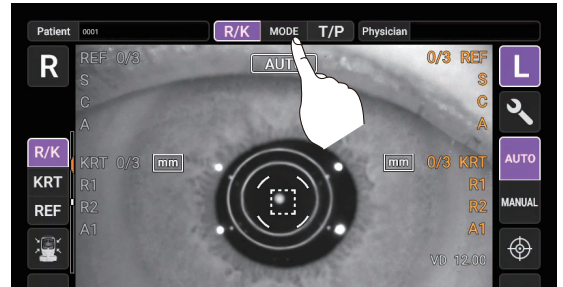 Patient 0001 R/K MODE T/P Physician
R REF 0/3 AUTO 0/3 REF L
S S
C C
A A
R/K KRT 0/3 mm mm 0/3 KRT AUTO
KRT R1 R1
REF R2 R2 MANUAL
A1 A1
VD 12.00